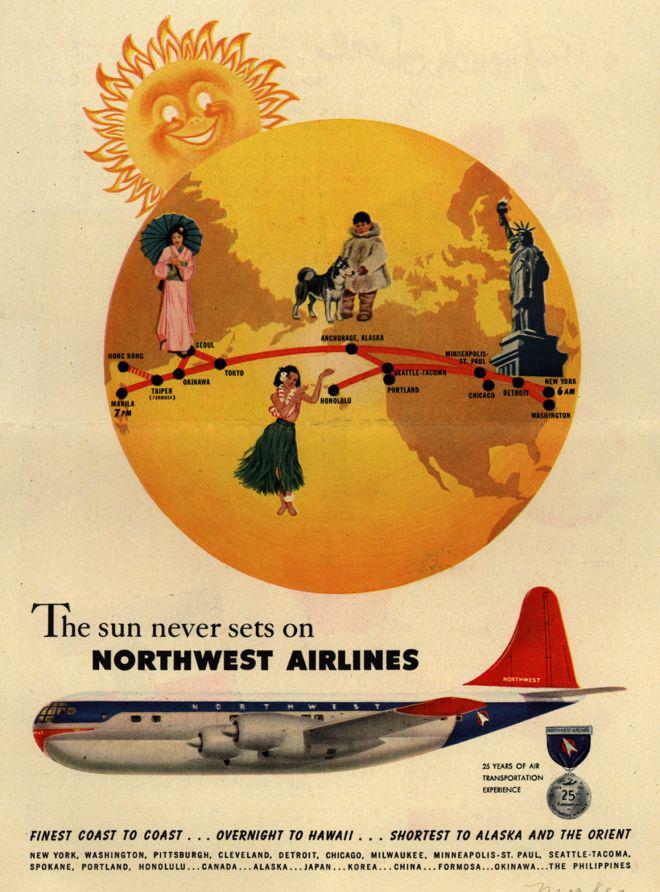 SEOUL
ANCHORAGE, ALASKA
HONG KONG
MINNEAPOLIS-
ST. PAUL
TOKYO
SEATTLE-TACOMA
OKINAWA
TAIPEH
(FORMOSA)
NEW YORK
6 AM
PORTLAND
CHICAGO
DETROIT
HONOLULU
MANILA
7 PM
WASHINGTON
The sun never sets on
NORTHWEST AIRLINES
NORTHWEST
NORTHWEST
NORTHWEST AIRLINES
25 YEARS OF AIR
TRANSPORTATION
EXPERIENCE
25th
FINEST COAST TO COAST . . . OVERNIGHT TO HAWAII . . . SHORTEST TO ALASKA AND THE ORIENT
NEW YORK, WASHINGTON, PITTSBURGH, CLEVELAND, DETROIT, CHICAGO, MILWAUKEE, MINNEAPOLIS-ST. PAUL, SEATTLE-TACOMA,
SPOKANE, PORTLAND, HONOLULU...CANADA...ALASKA...JAPAN...KOREA...CHINA...FORMOSA...OKINAWA...THE PHILIPPINES